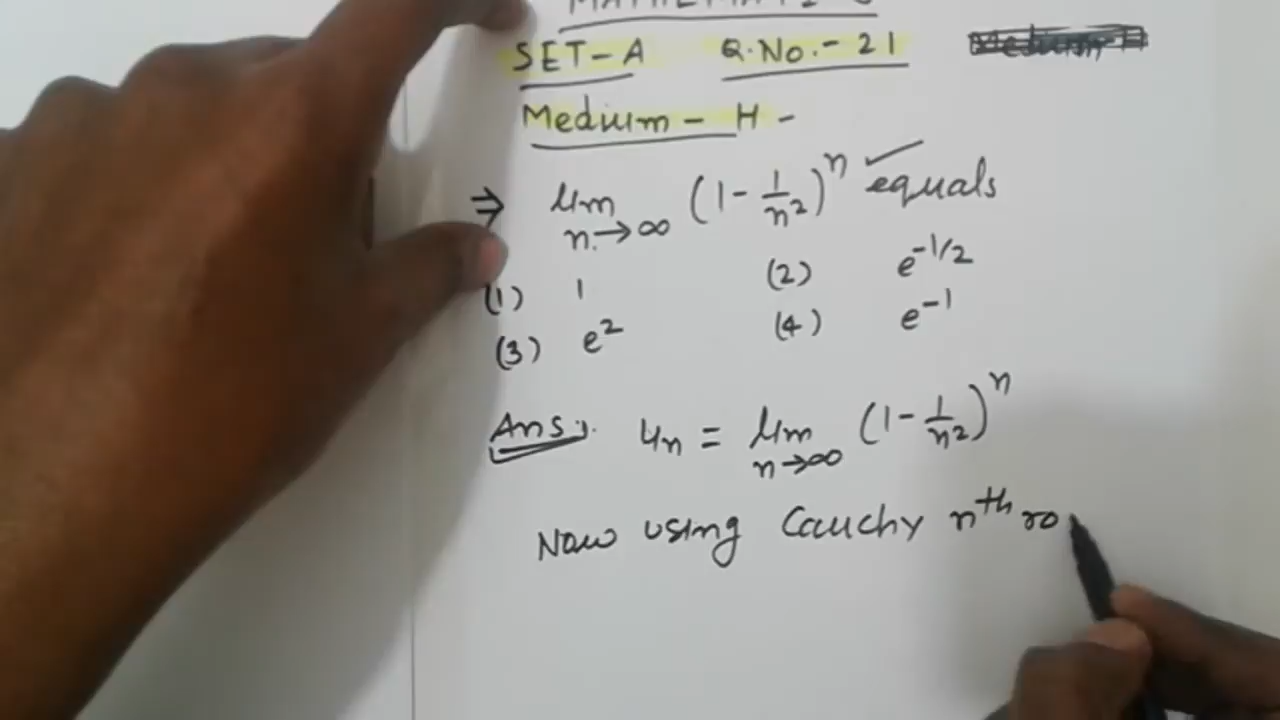 SET-A Q.No.-21
Medium - H -
⇒ lim n→∞ (1 - 1/n²)ⁿ equals
(1) 1 (2) e^-1/2
(3) e² (4) e^-1
Ans:. un = lim n→∞ (1 - 1/n²)ⁿ
Now using Cauchy nth ro